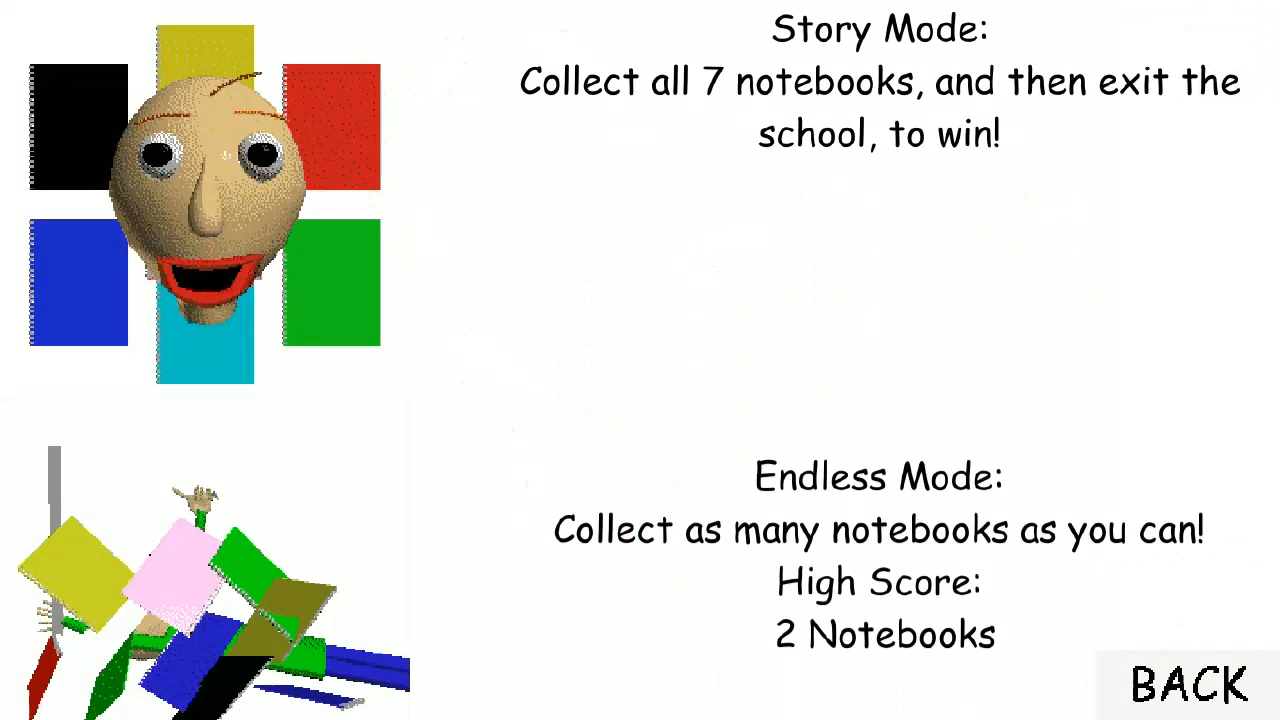 Story Mode:
Collect all 7 notebooks, and then exit the
school, to win!
Endless Mode:
Collect as many notebooks as you can!
High Score:
2 Notebooks
BACK